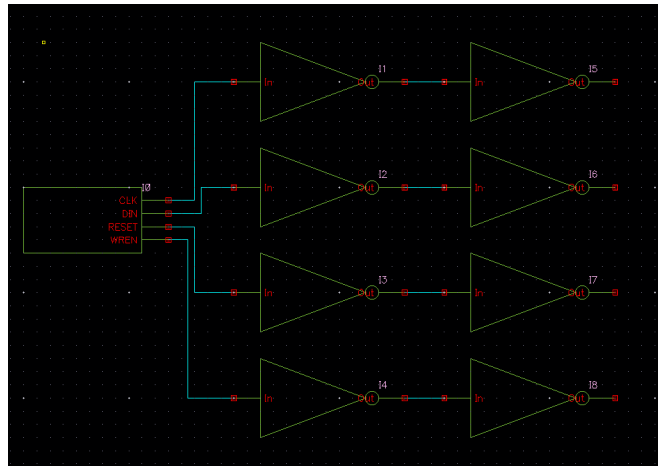 I1
I5
In
Out
In
Out
I0
I2
I6
CLK
DIN
RESET
WREN
In
Out
In
Out
I3
I7
In
Out
In
Out
I4
I8
In
Out
In
Out